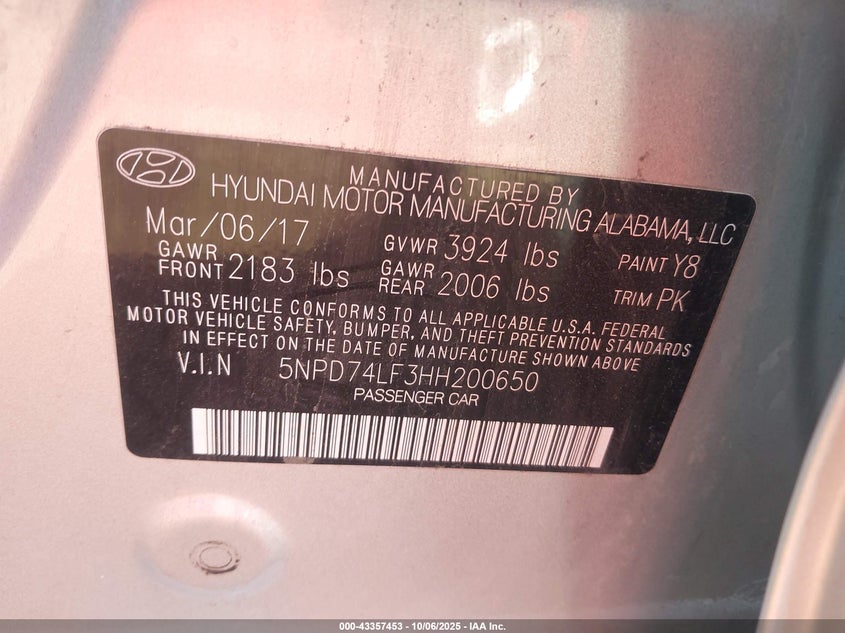 MANUFACTURED BY
HYUNDAI MOTOR MANUFACTURING ALABAMA, LLC
Mar/06/17 GVWR 3924 lbs PAINT Y8
GAWR FRONT 2183 lbs GAWR REAR 2006 lbs TRIM PK
THIS VEHICLE CONFORMS TO ALL APPLICABLE U.S.A. FEDERAL
MOTOR VEHICLE SAFETY, BUMPER, AND THEFT PREVENTION STANDARDS
IN EFFECT ON THE DATE OF MANUFACTURE SHOWN ABOVE
V.I.N 5NPD74LF3HH200650
PASSENGER CAR
000-43357453 - 10/06/2025 - IAA Inc.